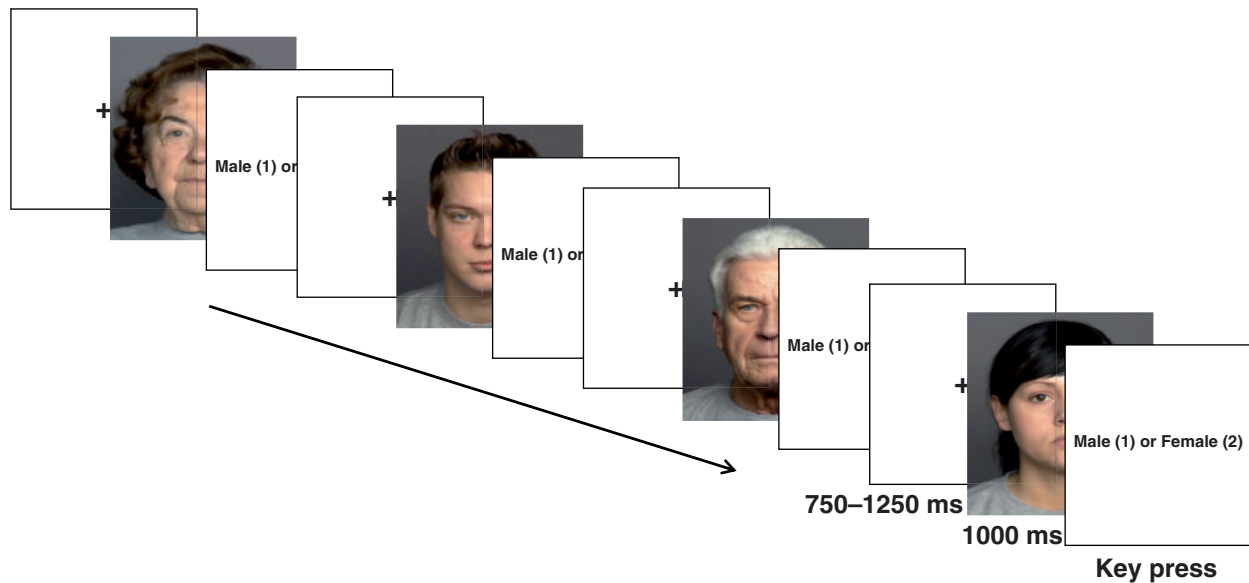 +
Male (1) or
+
Male (1) or
+
Male (1) or
+
Male (1) or Female (2)
750–1250 ms
1000 ms
Key press